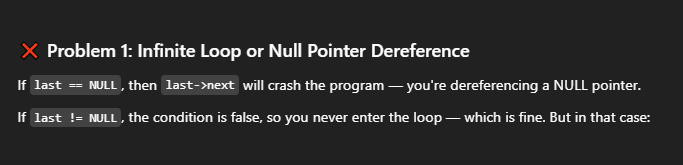 ❌ Problem 1: Infinite Loop or Null Pointer Dereference
If last == NULL, then last->next will crash the program — you're dereferencing a NULL pointer.
If last != NULL, the condition is false, so you never enter the loop — which is fine. But in that case: